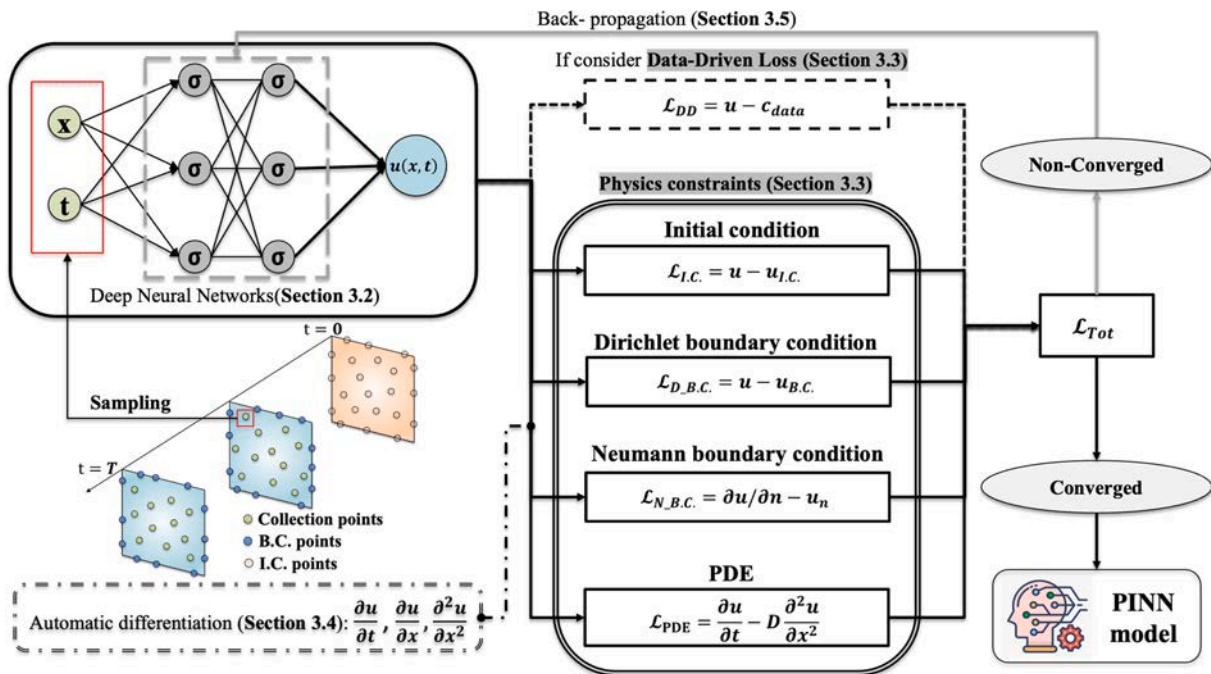 Back- propagation (Section 3.5)
If consider Data-Driven Loss (Section 3.3)
ℒ_DD = u − c_data
x
t
σ
σ
σ
σ
σ
σ
u(x, t)
Deep Neural Networks(Section 3.2)
Physics constraints (Section 3.3)
Initial condition
ℒ_I.C. = u − u_I.C.
Dirichlet boundary condition
ℒ_D_B.C. = u − u_B.C.
Neumann boundary condition
ℒ_N_B.C. = ∂u/∂n − u_n
PDE
ℒ_PDE = ∂u/∂t − D ∂²u/∂x²
Non-Converged
ℒ_Tot
Converged
PINN
model
t = 0
Sampling
t = T
Collection points
B.C. points
I.C. points
Automatic differentiation (Section 3.4): ∂u/∂t, ∂u/∂x, ∂²u/∂x²